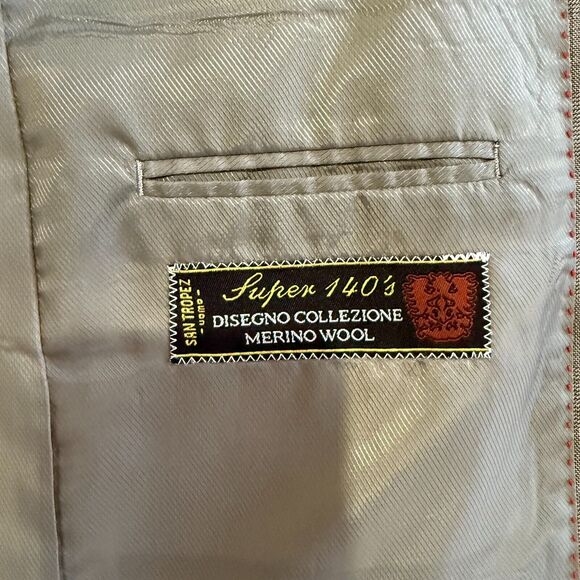 SAN TROPEZ
- uomo -
Super 140's
DISEGNO COLLEZIONE
MERINO WOOL